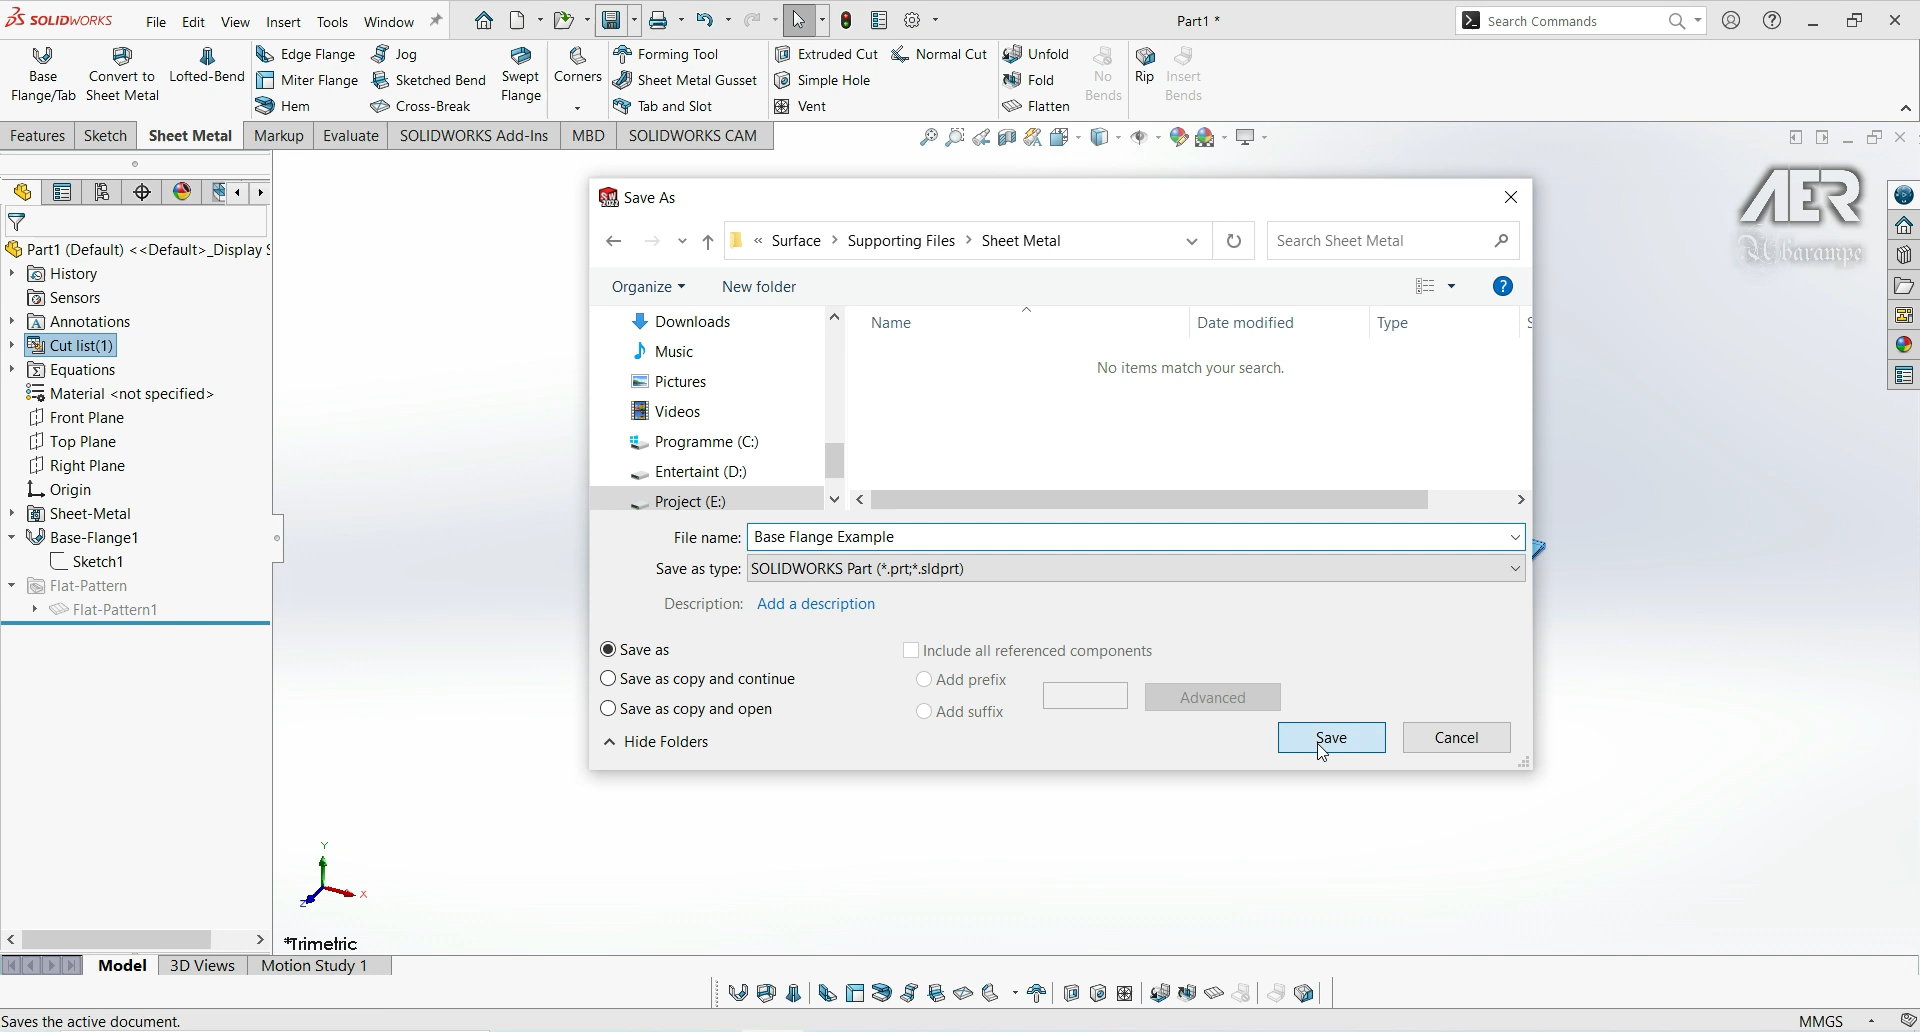 SOLIDWORKS File Edit View Insert Tools Window Part1 * Search Commands
Base Flange/Tab
Convert to Sheet Metal
Lofted-Bend
Edge Flange
Miter Flange
Hem
Jog
Sketched Bend
Cross-Break
Swept Flange
Corners
Forming Tool
Sheet Metal Gusset
Tab and Slot
Extruded Cut
Simple Hole
Vent
Normal Cut
Unfold
Fold
Flatten
No Bends
Rip
Insert Bends
Features Sketch Sheet Metal Markup Evaluate SOLIDWORKS Add-Ins MBD SOLIDWORKS CAM
Part1 (Default) <<Default>_Display S
History
Sensors
Annotations
Cut list(1)
Equations
Material <not specified>
Front Plane
Top Plane
Right Plane
Origin
Sheet-Metal
Base-Flange1
Sketch1
Flat-Pattern
Flat-Pattern1
Save As
« Surface > Supporting Files > Sheet Metal
Search Sheet Metal
Organize New folder
Downloads
Music
Pictures
Videos
Programme (C:)
Entertaint (D:)
Project (E:)
Name Date modified Type S
No items match your search.
File name: Base Flange Example
Save as type: SOLIDWORKS Part (*.prt;*.sldprt)
Description: Add a description
Save as
Save as copy and continue
Save as copy and open
Include all referenced components
Add prefix
Add suffix
Advanced
Hide Folders
Save Cancel
AER
Ubarampe
Y
X
Z
*Trimetric
Model 3D Views Motion Study 1
Saves the active document. MMGS